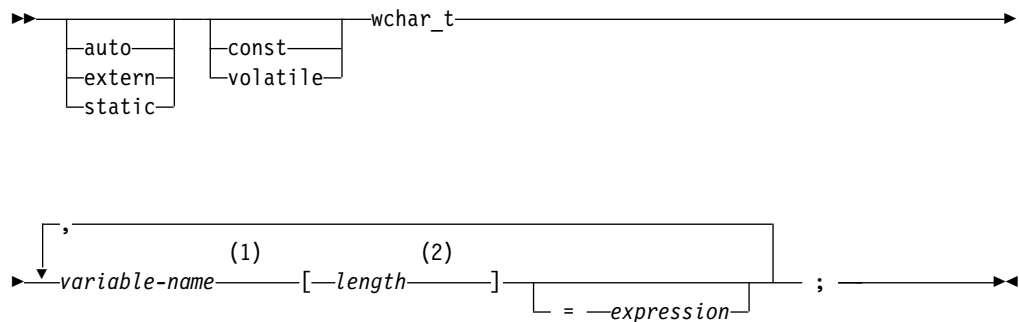 wchar_t
auto const
extern volatile
static
,
(1) (2)
variable-name [ length ] ;
= expression